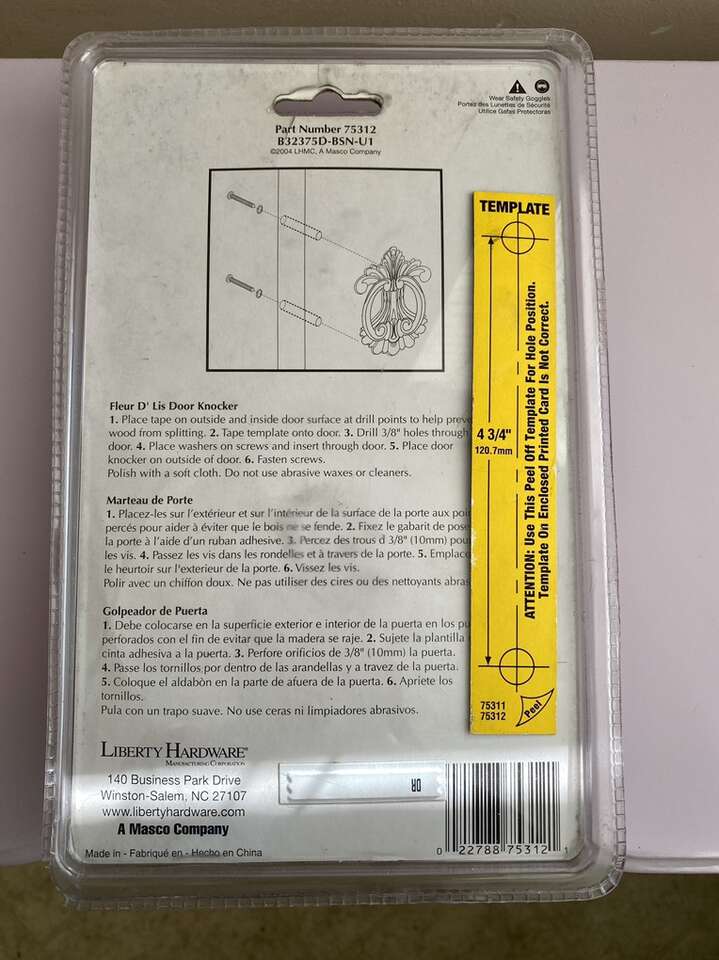 Wear Safety Goggles
Portez des Lunettes de Sécurité
Utilice Gafas Protectoras
Part Number 75312
B32375D-BSN-U1
©2004 LHMC, A Masco Company
TEMPLATE
4 3/4"
120.7mm
ATTENTION: Use This Peel Off Template For Hole Position.
Template On Enclosed Printed Card Is Not Correct.
75311
75312
Peel
Fleur D' Lis Door Knocker
1. Place tape on outside and inside door surface at drill points to help
wood from splitting. 2. Tape template onto door. 3. Drill 3/8" holes through
door. 4. Place washers on screws and insert through door. 5. Place door
knocker on outside of door. 6. Fasten screws.
Polish with a soft cloth. Do not use abrasive waxes or cleaners.
Marteau de Porte
1. Placez-les sur l'extérieur et sur l'intérieur de la surface de la porte aux
percés pour aider à éviter que le bois ne se fende. 2. Fixez le gabarit de
la porte à l'aide d'un ruban adhesive. 3. Percez des trous d 3/8" (10mm)
les vis. 4. Passez les vis dans les rondelles et à travers de la porte. 5.
le heurtoir sur l'exterieur de la porte. 6. Vissez les vis.
Polir avec un chiffon doux. Ne pas utiliser des cires ou des nettoyants
Golpeador de Puerta
1. Debe colocarse en la superficie exterior e interior de la puerta en los
perforados con el fin de evitar que la madera se raje. 2. Sujete la plantilla
cinta adhesiva a la puerta. 3. Perfore orificios de 3/8" (10mm) la puerta.
4. Passe los tornillos por dentro de las arandellas y a travez de la puerta.
5. Coloque el aldabòn en la parte de afuera de la puerta. 6. Apriete los
tornillos.
Pula con un trapo suave. No use ceras ni limpiadores abrasivos.
LIBERTY HARDWARE®
MANUFACTURING CORPORATION
140 Business Park Drive
Winston-Salem, NC 27107
www.libertyhardware.com
A Masco Company
Made in - Fabriqué en - Hecho en China
DR
0 22788 75312 1